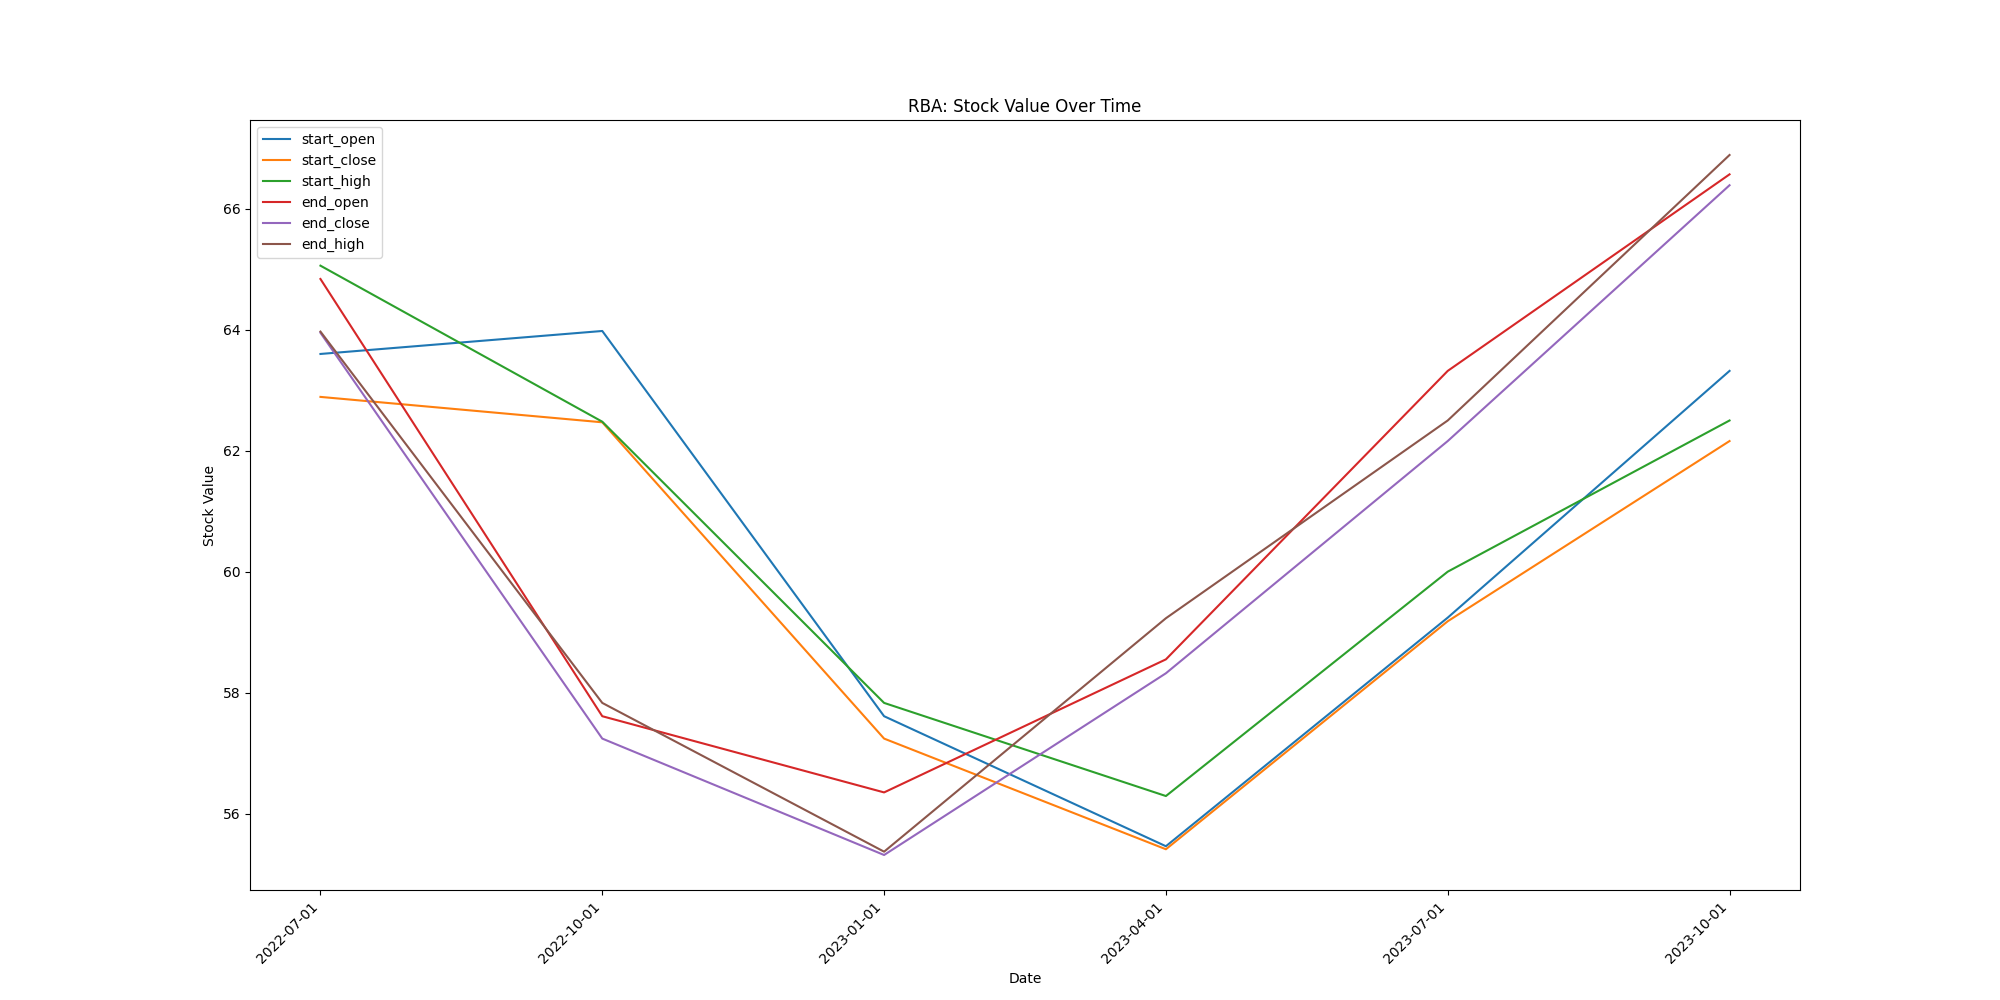 RBA: Stock Value Over Time
start_open
start_close
start_high
end_open
end_close
end_high
66
64
62
60
58
56
Stock Value
2022-07-01
2022-10-01
2023-01-01
2023-04-01
2023-07-01
2023-10-01
Date